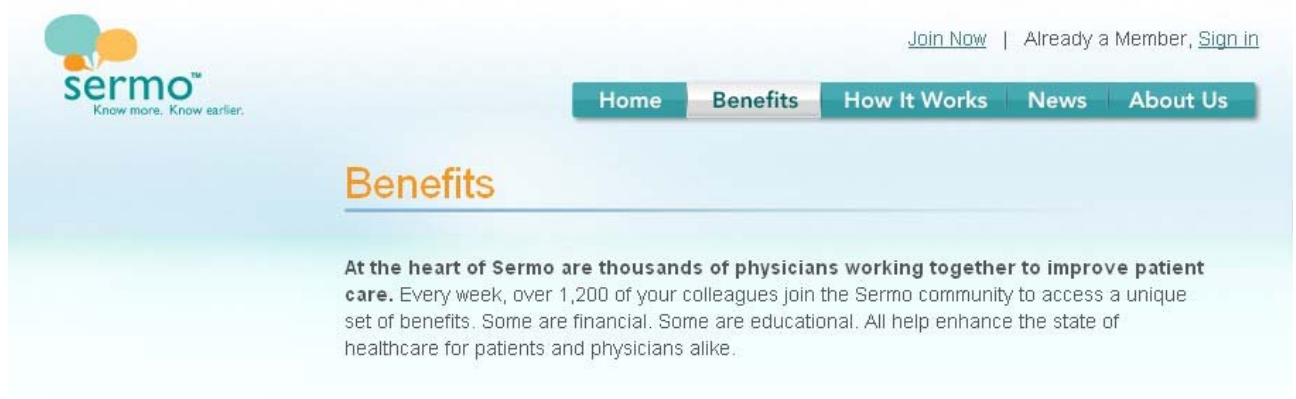 Join Now | Already a Member, Sign in
sermo™
Know more. Know earlier.
Home Benefits How It Works News About Us
Benefits
At the heart of Sermo are thousands of physicians working together to improve patient
care. Every week, over 1,200 of your colleagues join the Sermo community to access a unique
set of benefits. Some are financial. Some are educational. All help enhance the state of
healthcare for patients and physicians alike.